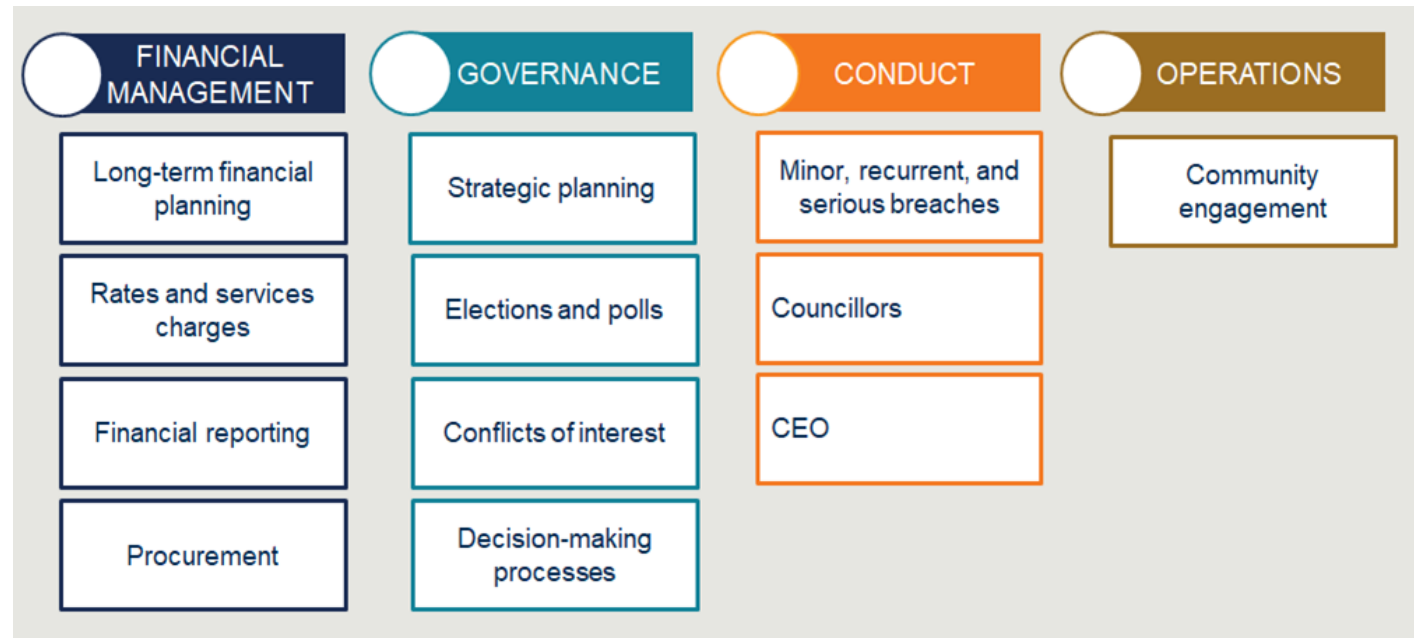 FINANCIAL
MANAGEMENT
Long-term financial
planning
Rates and services
charges
Financial reporting
Procurement
GOVERNANCE
Strategic planning
Elections and polls
Conflicts of interest
Decision-making
processes
CONDUCT
Minor, recurrent, and
serious breaches
Councillors
CEO
OPERATIONS
Community
engagement